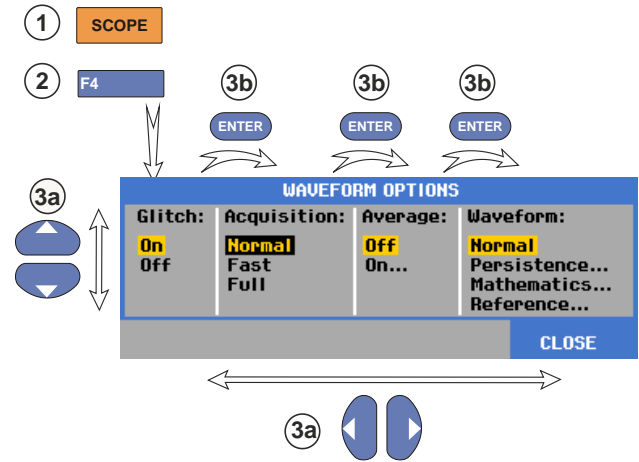 1 SCOPE
2 F4
3b 3b 3b
ENTER ENTER ENTER
3a
WAVEFORM OPTIONS
Glitch: Acquisition: Average: Waveform:
On Normal Off Normal
Off Fast On... Persistence...
Full Mathematics...
Reference...
CLOSE
3a